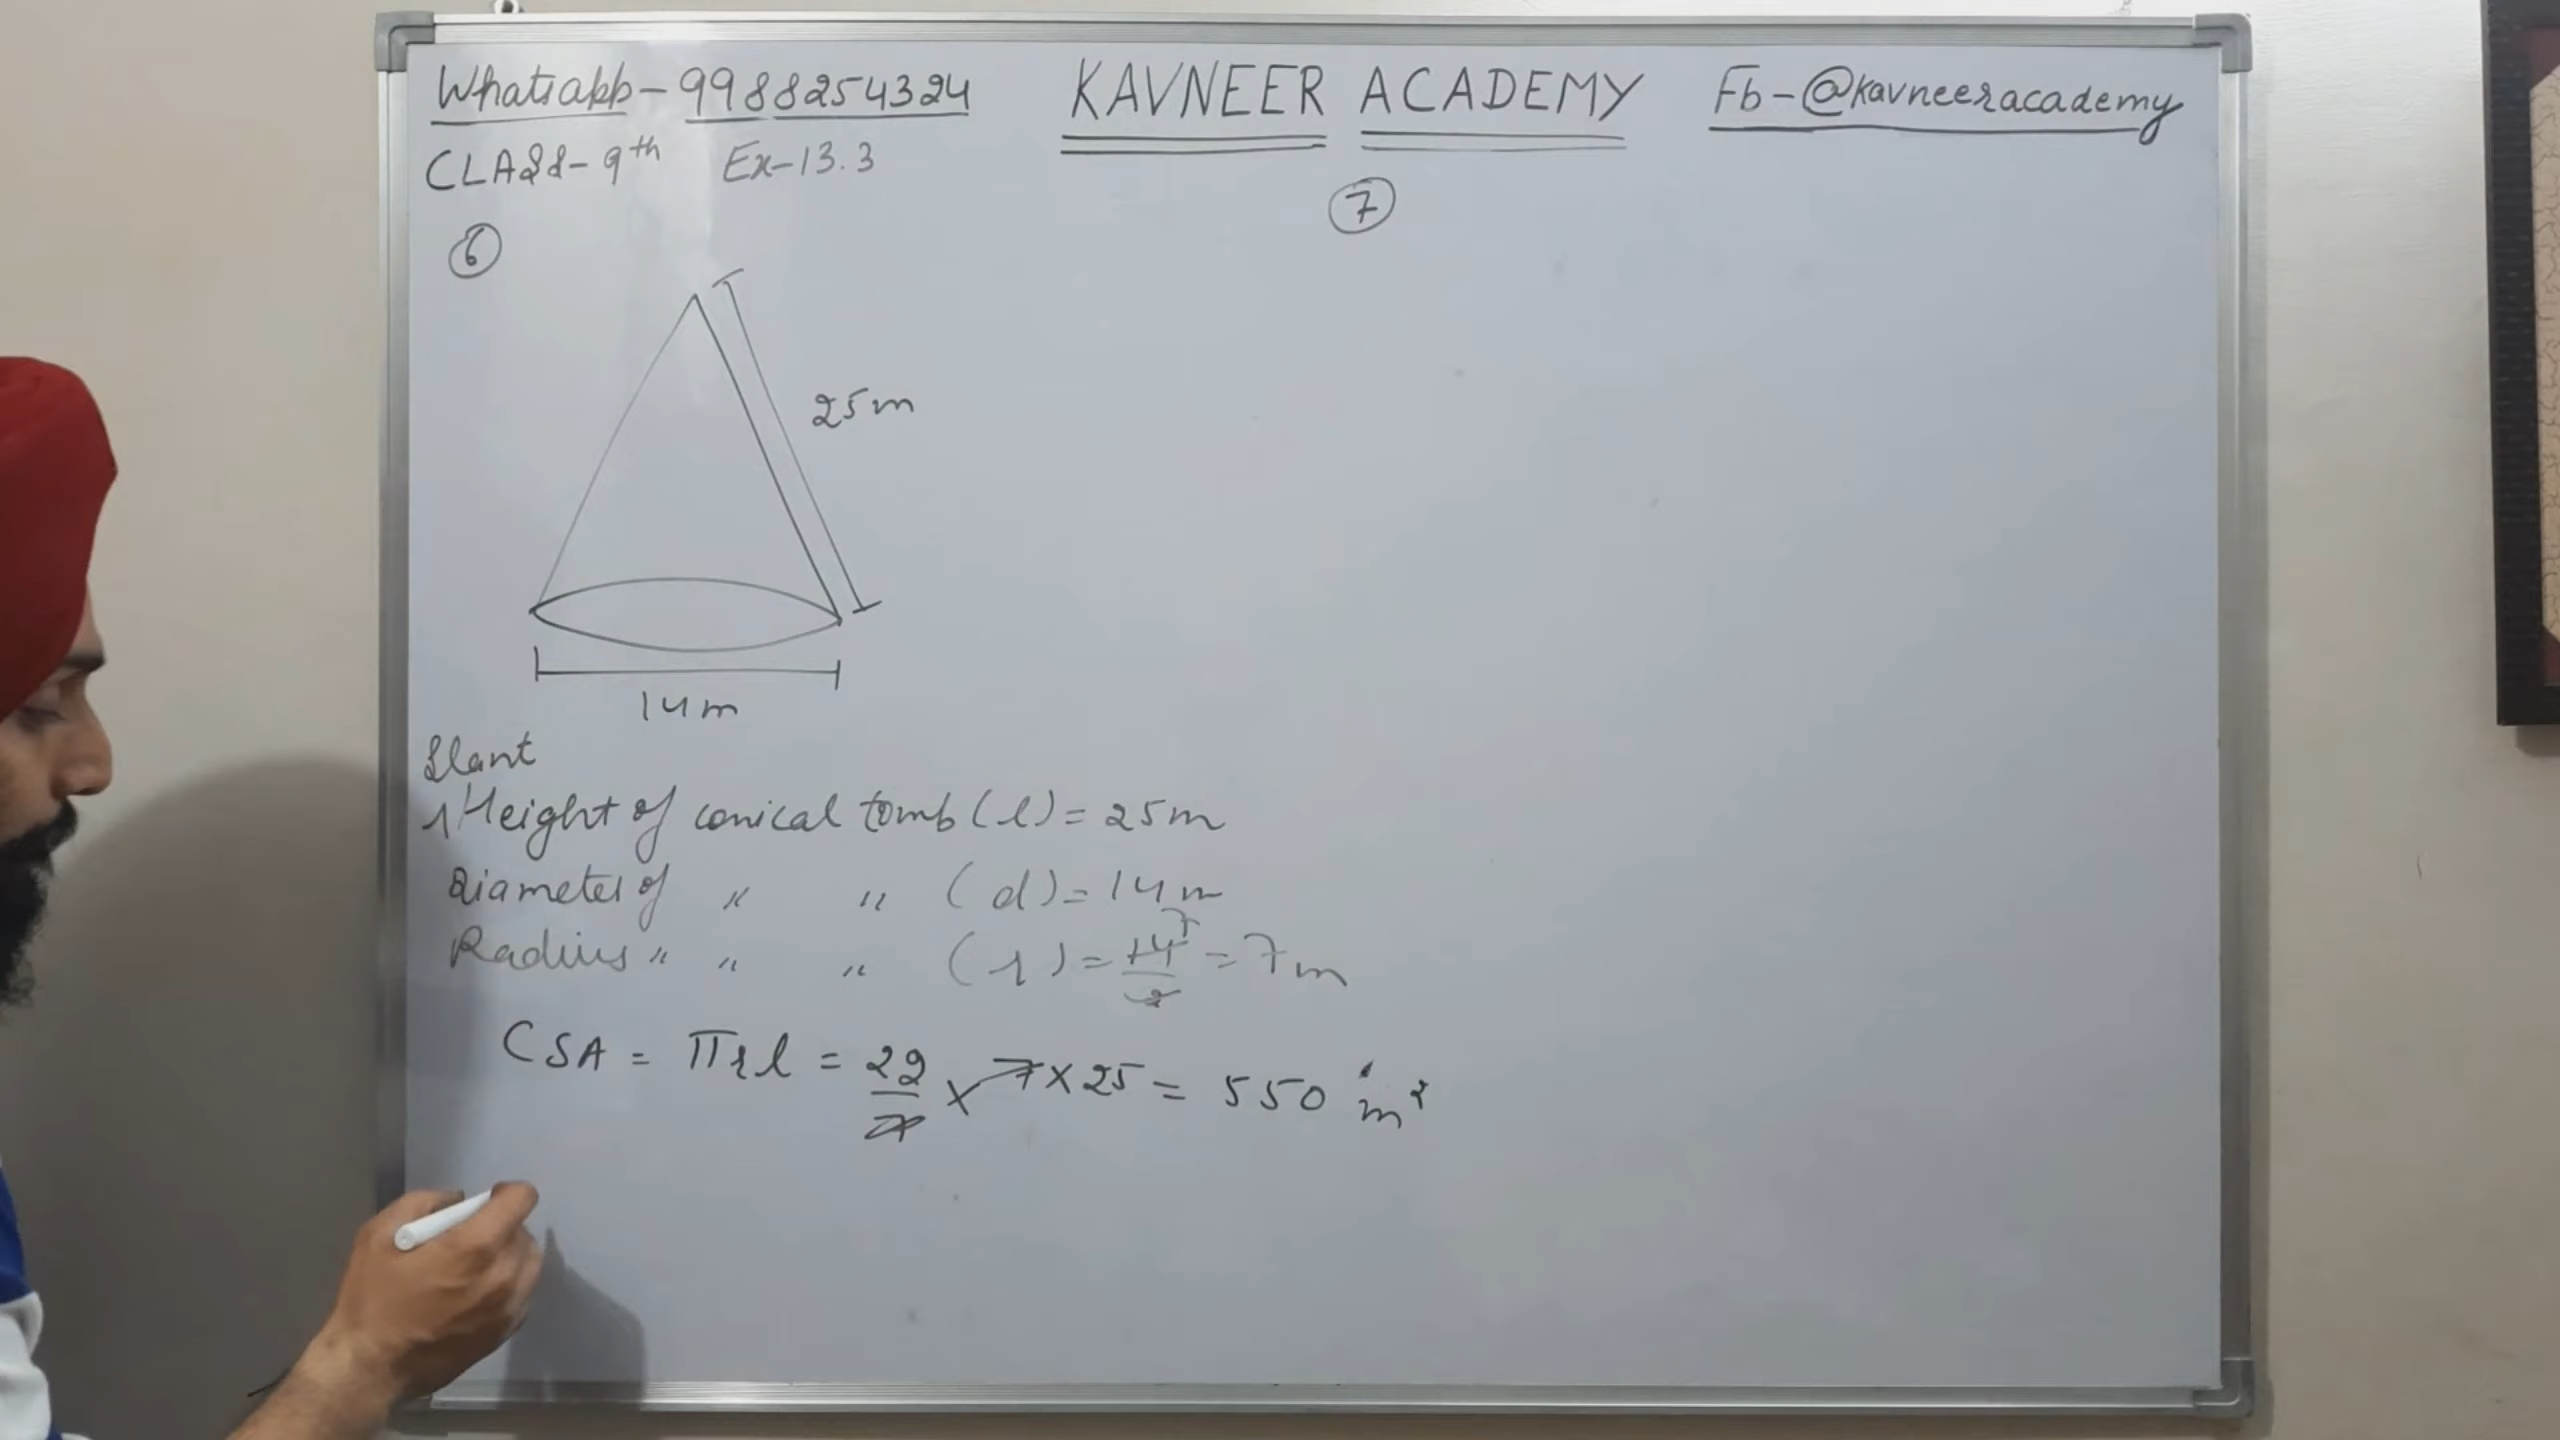 Whatsapp-9988254324 KAVNEER ACADEMY Fb-@kavneeracademy
CLASS-9th Ex-13.3
6
7
25m
14m
Slant
Height of conical tomb (l) = 25m
Diameter of " " (d) = 14m
Radius " " " (r) = 14/2 7 = 7m
CSA = πrl = 22/7 × 7 × 25 = 550 m²